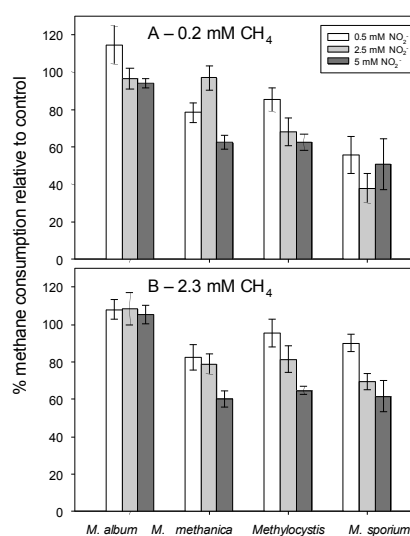 % methane consumption relative to control
A – 0.2 mM CH₄
0.5 mM NO₂⁻
2.5 mM NO₂⁻
5 mM NO₂⁻
120
100
80
60
40
20
0
B – 2.3 mM CH₄
120
100
80
60
40
20
0
M. album M. methanica Methylocystis M. sporium